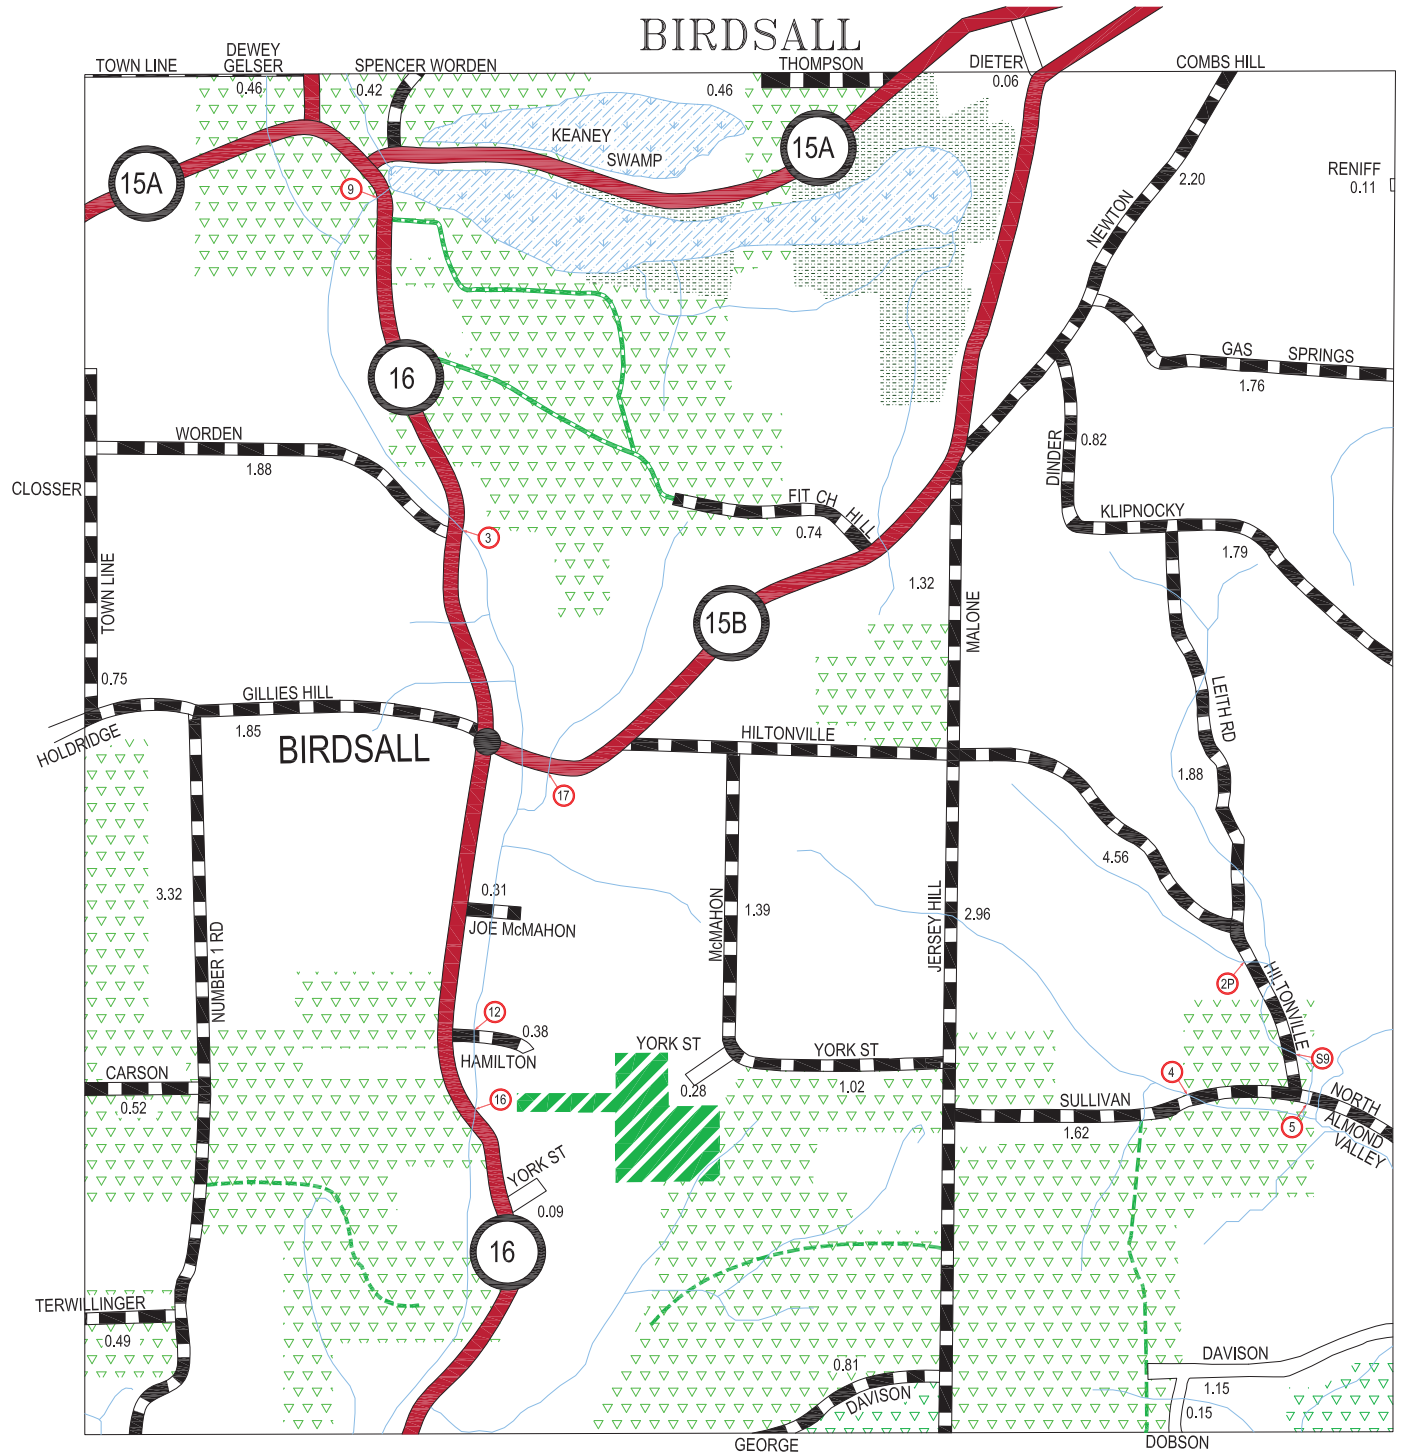 BIRDSALL
DEWEY
TOWN LINE
GELSER
SPENCER WORDEN
THOMPSON
DIETER
COMBS HILL
0.46
0.42
0.46
0.06
KEANEY
SWAMP
15A
15A
RENIFF
0.11
2.20
9
NEWTON
GAS SPRINGS
1.76
16
WORDEN
1.88
DINDER
0.82
CLOSSER
FIT CH
HILL
0.74
KLIPNOCKY
1.79
3
TOWN LINE
1.32
MALONE
15B
0.75
GILLIES HILL
1.85
HOLDRIDGE
BIRDSALL
HILTONVILLE
LEITH RD
1.88
17
4.56
3.32
0.31
JOE McMAHON
McMAHON
1.39
JERSEY HILL
2.96
NUMBER 1 RD
2P
HILTONVILLE
12
0.38
HAMILTON
YORK ST
YORK ST
S9
CARSON
0.52
0.28
1.02
4
SULLIVAN
1.62
NORTH
ALMOND
VALLEY
16
5
YORK ST
0.09
16
TERWILLINGER
0.49
0.81
DAVISON
DAVISON
1.15
0.15
GEORGE
DOBSON